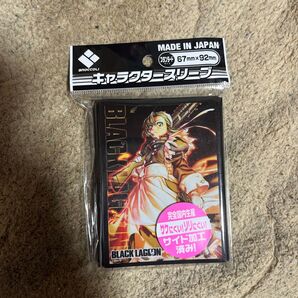 BROCCOLI
MADE IN JAPAN
67mm×92mm
キャラクタースリーブ
BLACK LAGOON
完全国内生産
サイド加工
済み!
BLACK LAGOON